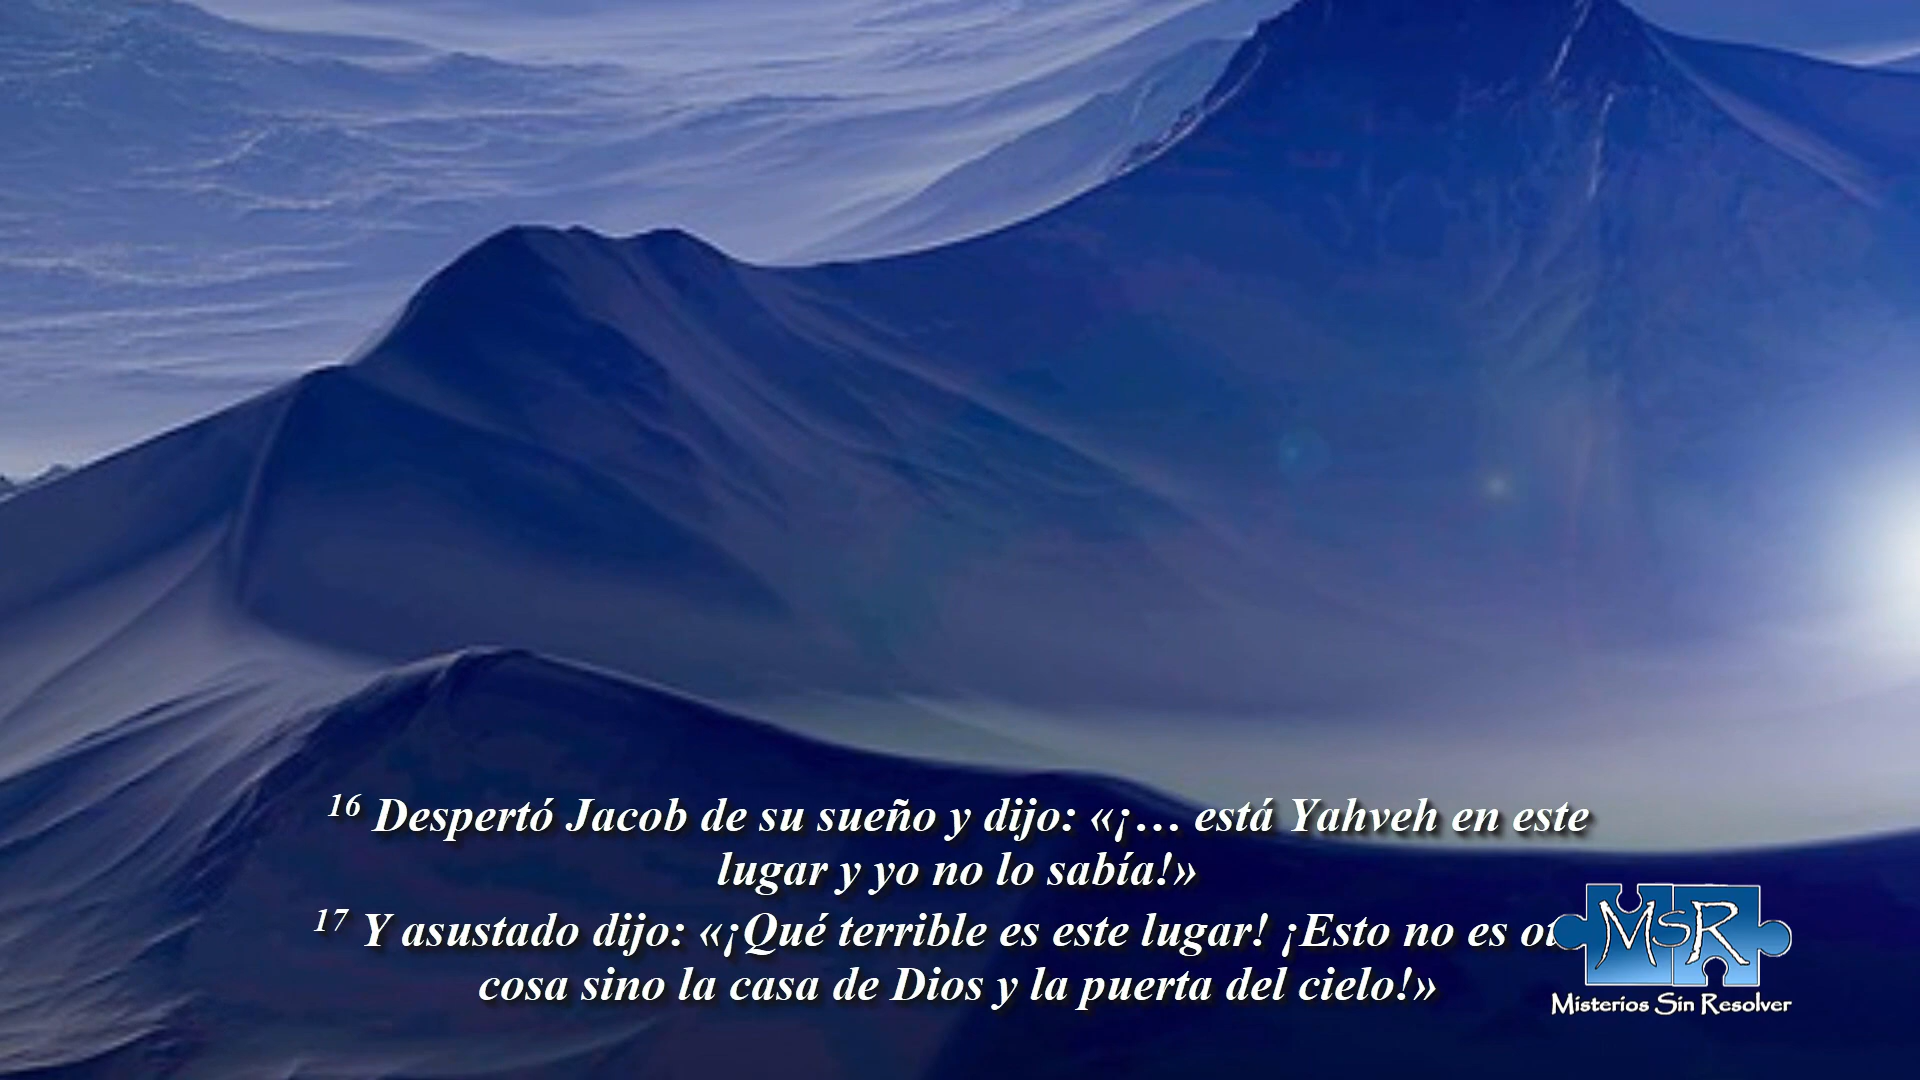 16 Despertó Jacob de su sueño y dijo: «¡… está Yahveh en este
lugar y yo no lo sabía!»
17 Y asustado dijo: «¡Qué terrible es este lugar! ¡Esto no es
cosa sino la casa de Dios y la puerta del cielo!»
MSR
Misterios Sin Resolver